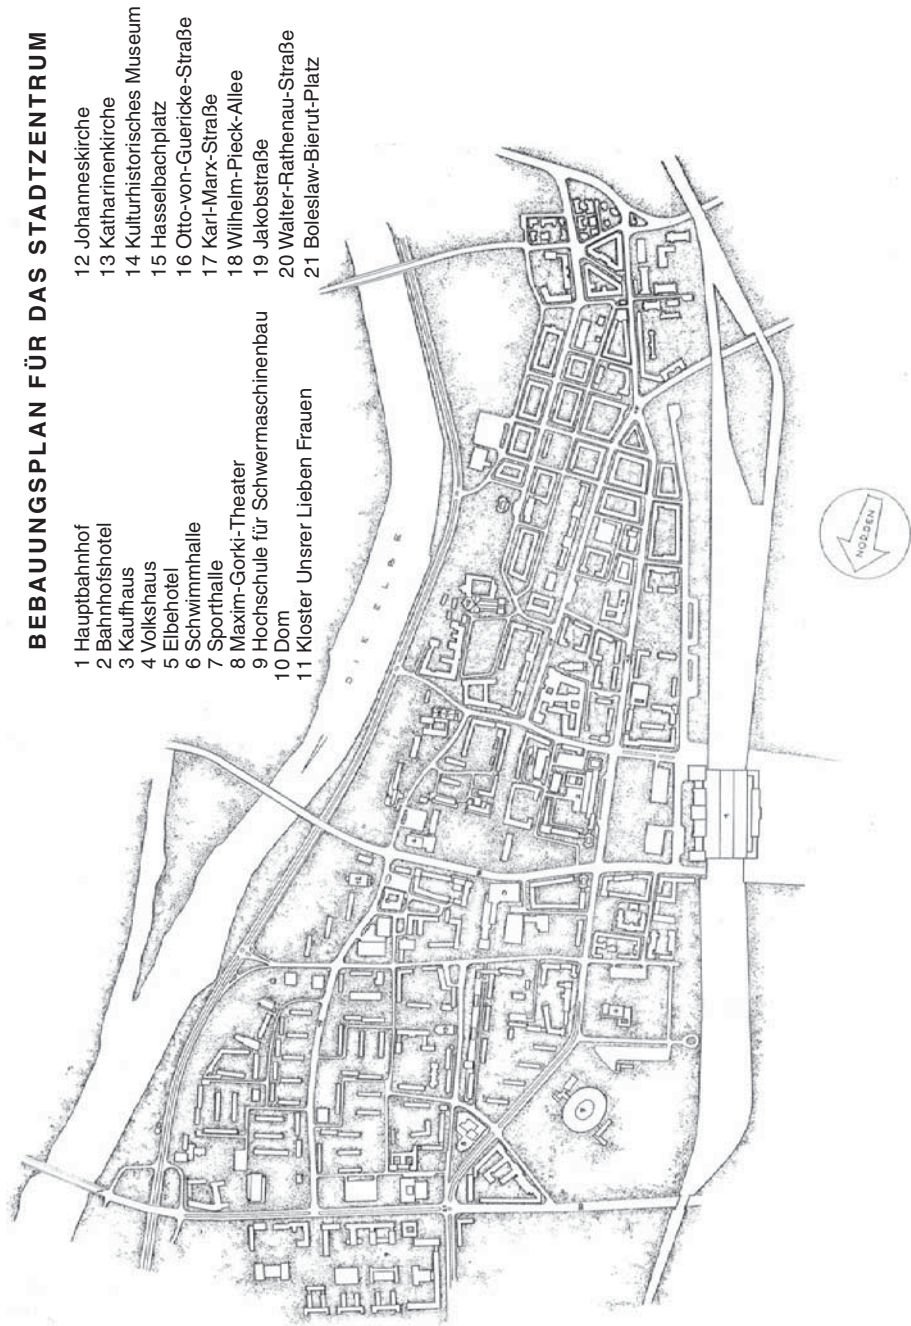 BEBAUUNGSPLAN FÜR DAS STADTZENTRUM
1 Hauptbahnhof
2 Bahnhofshotel
3 Kaufhaus
4 Volkshaus
5 Elbehotel
6 Schwimmhalle
7 Sporthalle
8 Maxim-Gorki-Theater
9 Hochschule für Schwermaschinenbau
10 Dom
11 Kloster Unsrer Lieben Frauen
12 Johanneskirche
13 Katharinenkirche
14 Kulturhistorisches Museum
15 Hasselbachplatz
16 Otto-von-Guericke-Straße
17 Karl-Marx-Straße
18 Wilhelm-Pieck-Allee
19 Jakobstraße
20 Walter-Rathenau-Straße
21 Boleslaw-Bierut-Platz
DIE ELBE
NORDEN